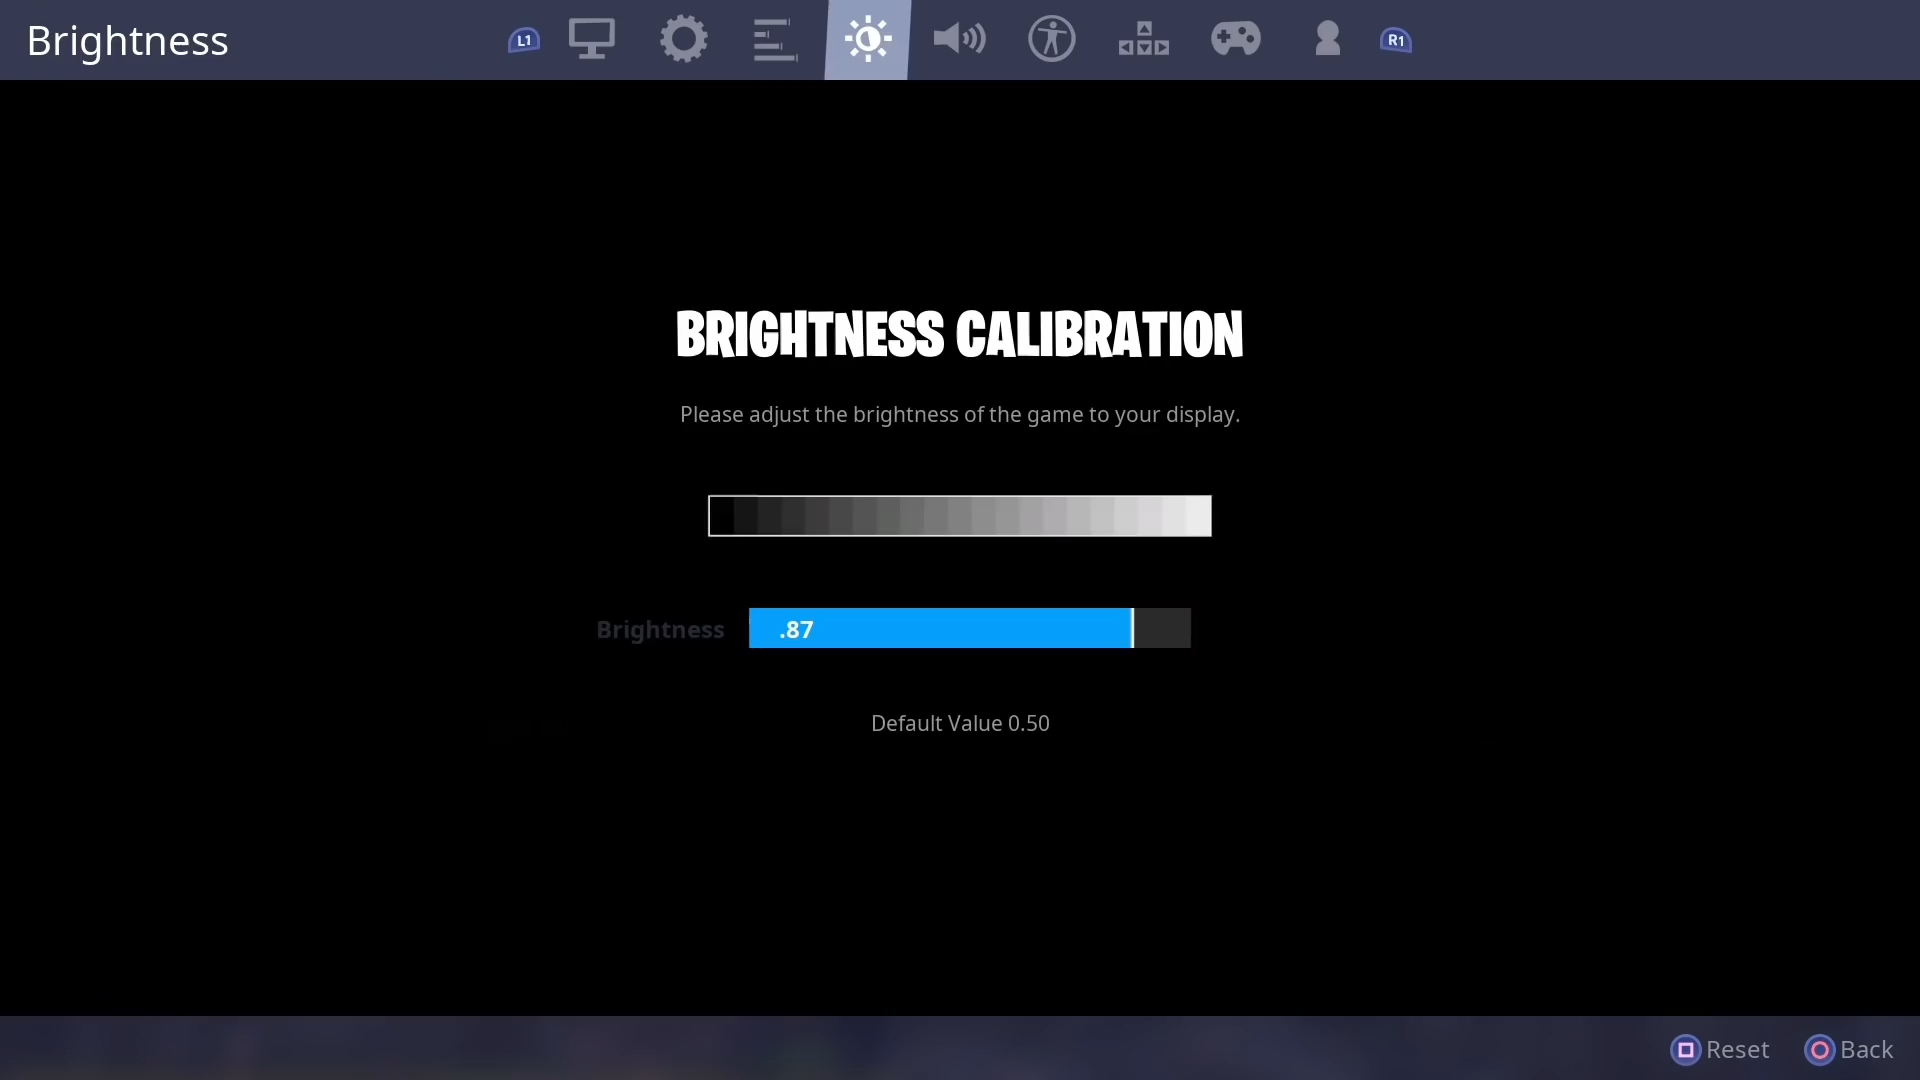 Brightness
L1
R1
BRIGHTNESS CALIBRATION
Please adjust the brightness of the game to your display.
Brightness .87
Default Value 0.50
Reset Back